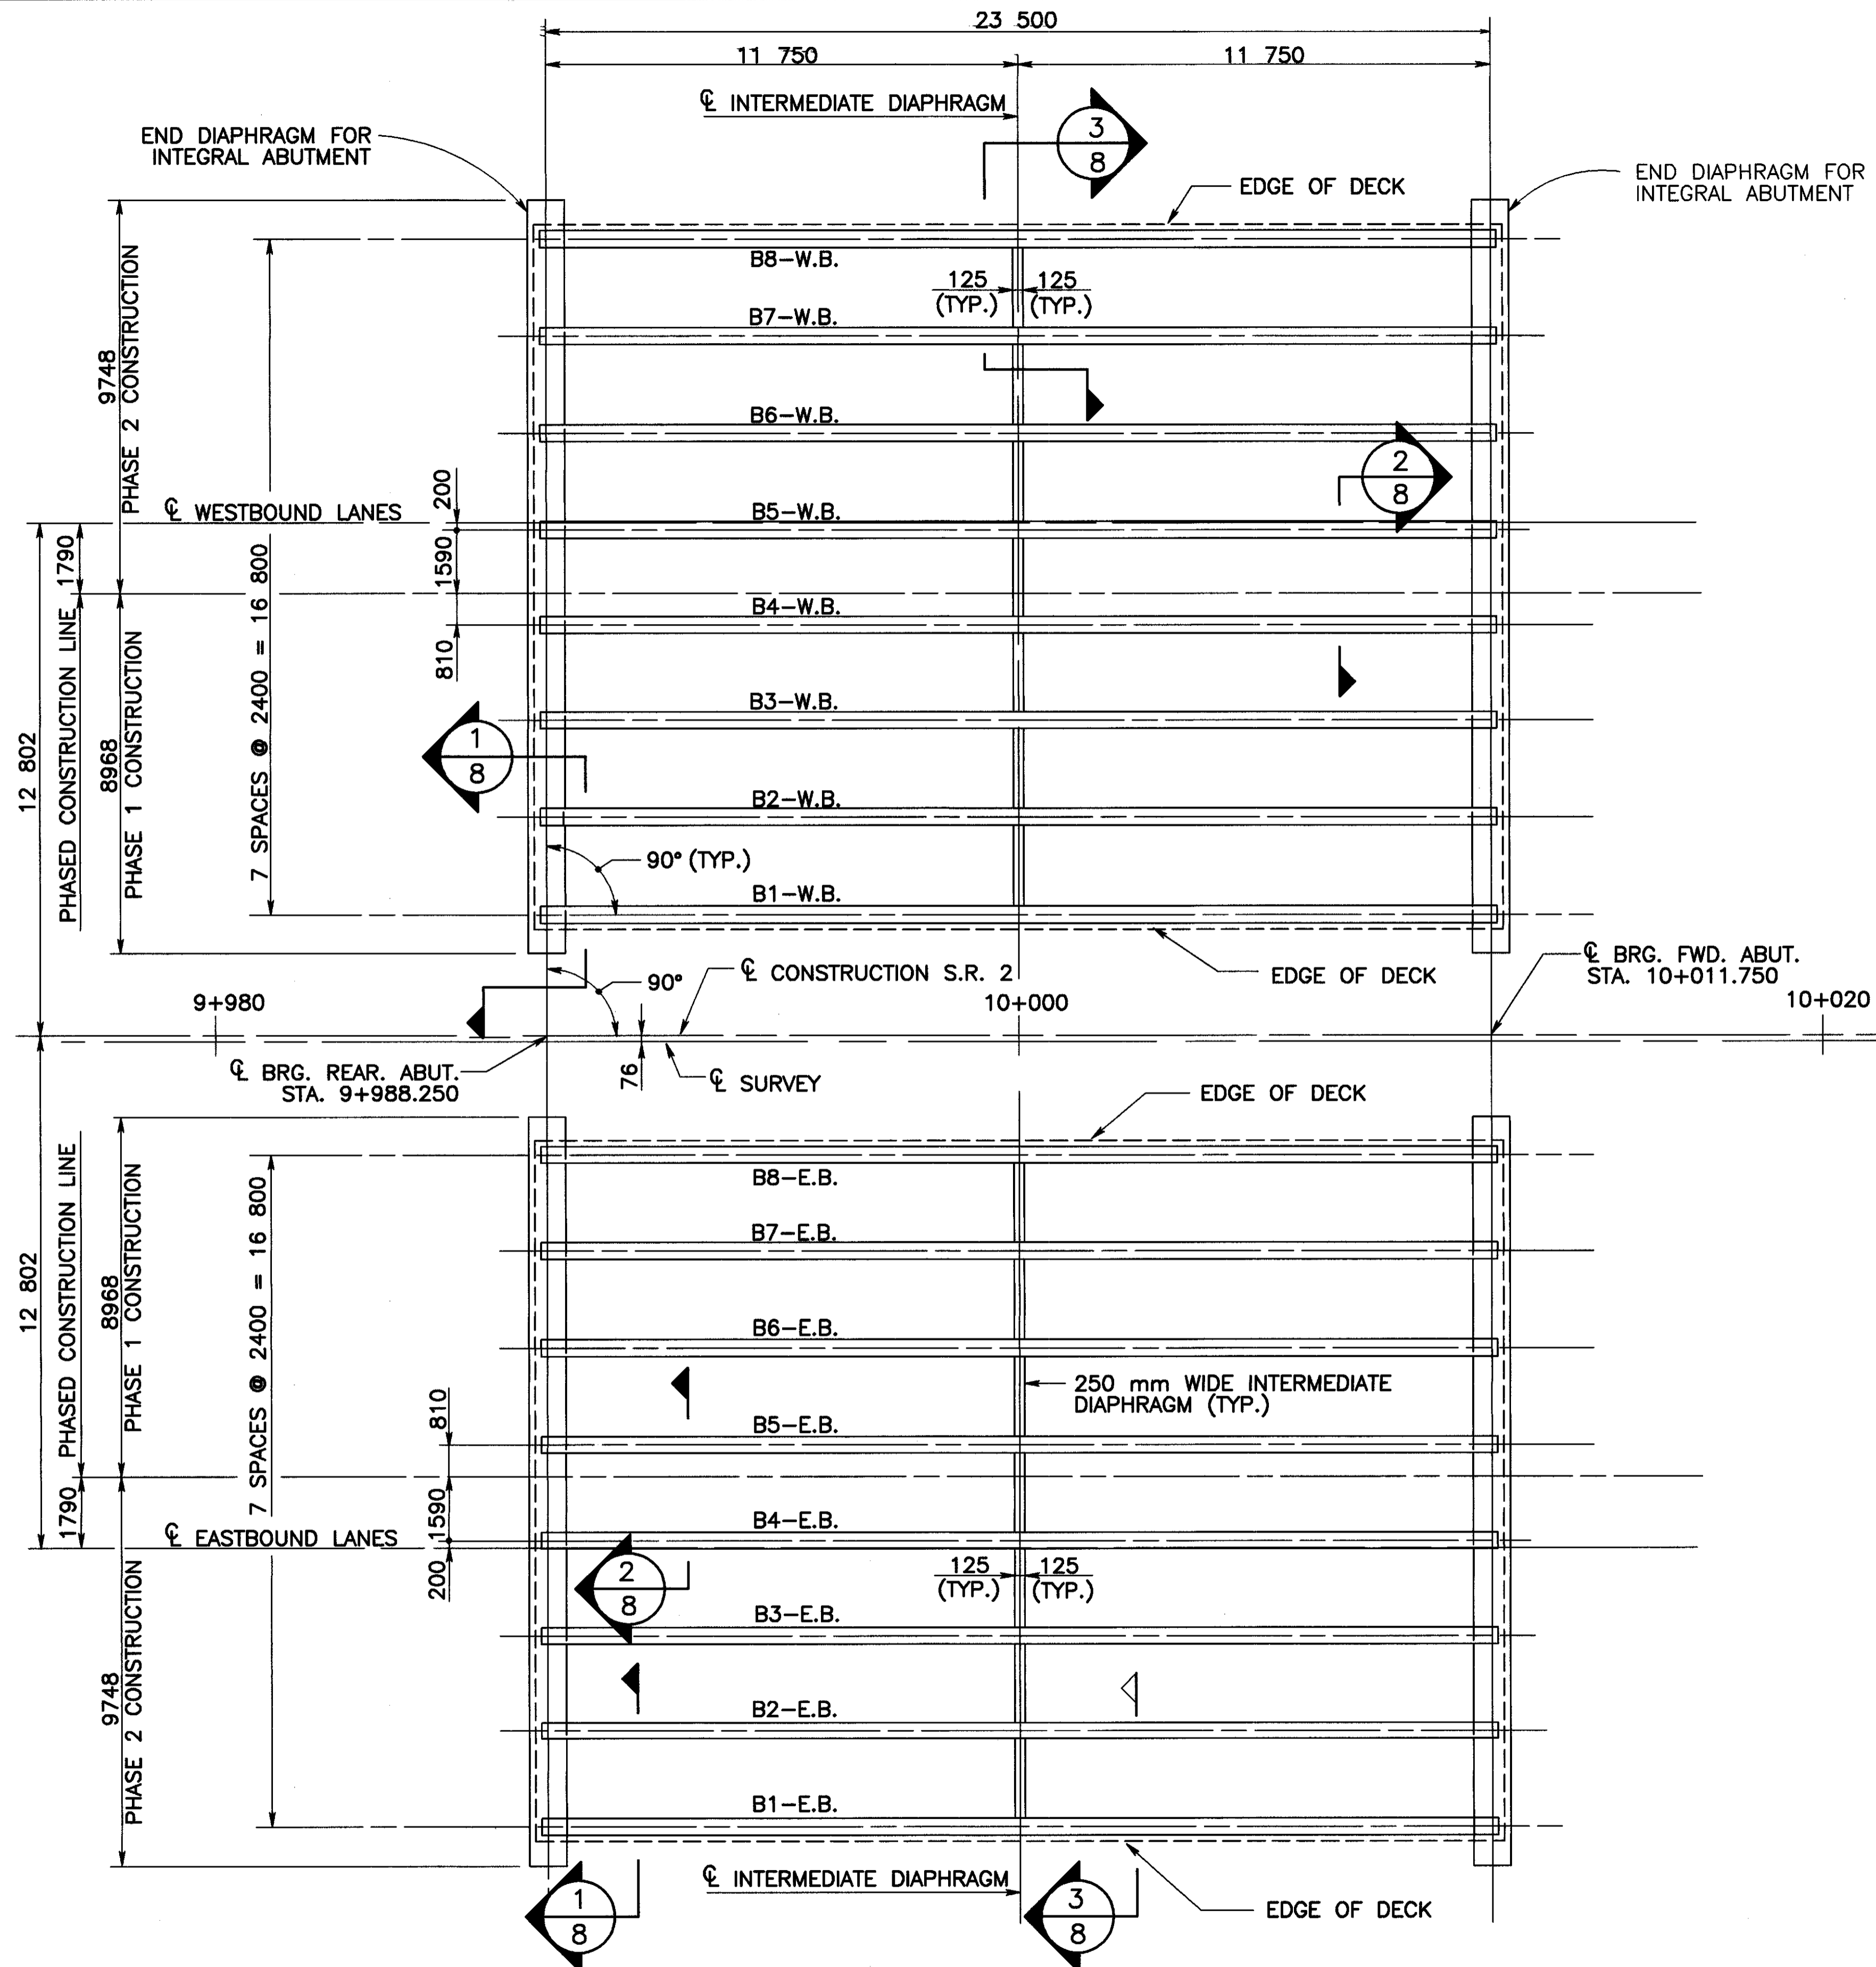 23 500
11 750
11 750
℄ INTERMEDIATE DIAPHRAGM
3
8
END DIAPHRAGM FOR
INTEGRAL ABUTMENT
EDGE OF DECK
END DIAPHRAGM FOR
INTEGRAL ABUTMENT
B8-W.B.
125
(TYP.)
125
(TYP.)
B7-W.B.
9748
PHASE 2 CONSTRUCTION
B6-W.B.
2
8
200
℄ WESTBOUND LANES
B5-W.B.
1790
1590
7 SPACES @ 2400 = 16 800
B4-W.B.
810
PHASED CONSTRUCTION LINE
8968
PHASE 1 CONSTRUCTION
12 802
B3-W.B.
1
8
B2-W.B.
90° (TYP.)
B1-W.B.
℄ BRG. FWD. ABUT.
STA. 10+011.750
℄ CONSTRUCTION S.R. 2
EDGE OF DECK
90°
9+980
10+000
10+020
℄ BRG. REAR. ABUT.
STA. 9+988.250
76
℄ SURVEY
EDGE OF DECK
B8-E.B.
B7-E.B.
PHASED CONSTRUCTION LINE
8968
PHASE 1 CONSTRUCTION
12 802
7 SPACES @ 2400 = 16 800
B6-E.B.
250 mm WIDE INTERMEDIATE
DIAPHRAGM (TYP.)
810
B5-E.B.
1790
1590
B4-E.B.
℄ EASTBOUND LANES
200
2
8
125
(TYP.)
125
(TYP.)
B3-E.B.
9748
PHASE 2 CONSTRUCTION
B2-E.B.
B1-E.B.
℄ INTERMEDIATE DIAPHRAGM
EDGE OF DECK
1
8
3
8